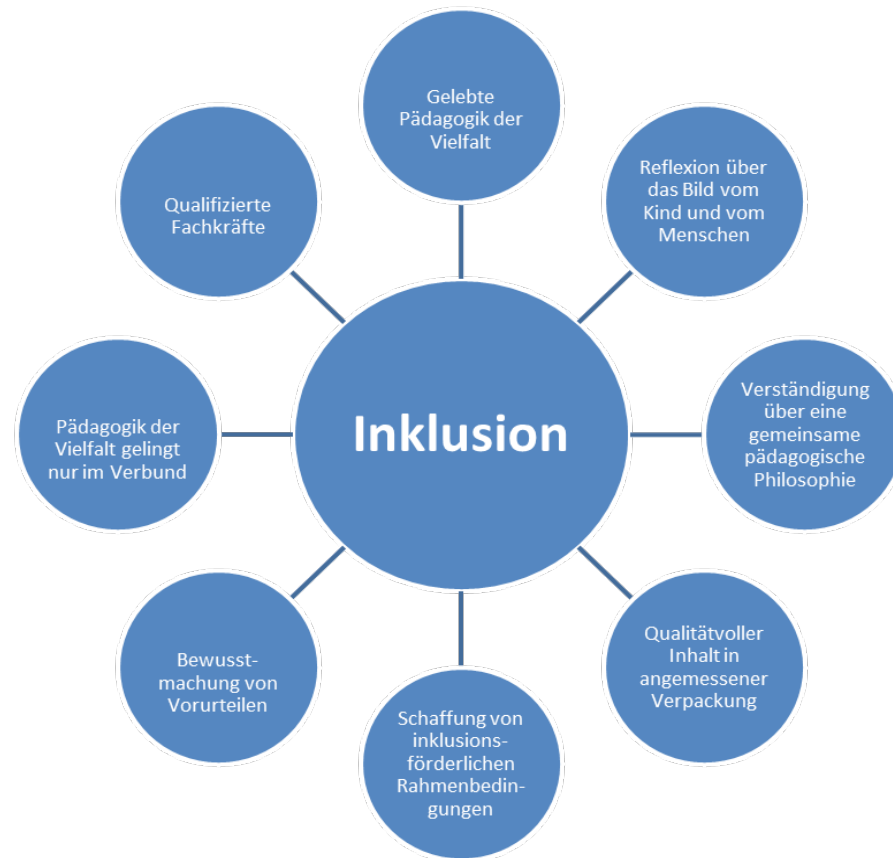 Gelebte
Pädagogik der
Vielfalt
Reflexion über
das Bild vom
Kind und vom
Menschen
Verständigung
über eine
gemeinsame
pädagogische
Philosophie
Qualitätvoller
Inhalt in
angemessener
Verpackung
Schaffung von
inklusions-
förderlichen
Rahmenbedin-
gungen
Bewusst-
machung von
Vorurteilen
Pädagogik der
Vielfalt gelingt
nur im Verbund
Qualifizierte
Fachkräfte
Inklusion